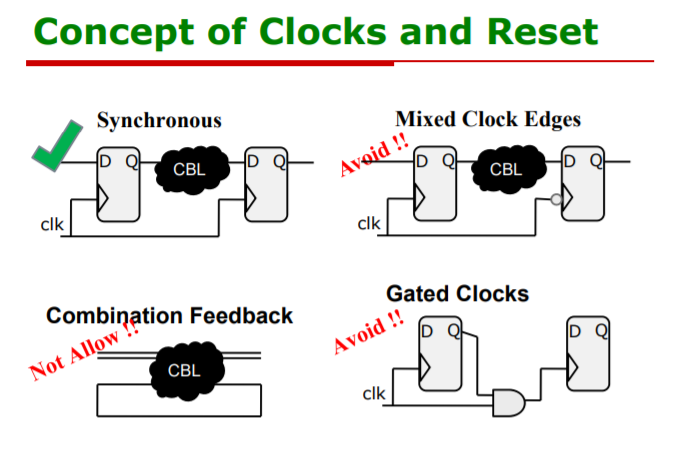 Concept of Clocks and Reset
Synchronous
D Q
CBL
D Q
clk
Mixed Clock Edges
Avoid !!
D Q
CBL
D Q
clk
Combination Feedback
Not Allow !!
CBL
Gated Clocks
Avoid !!
D Q
D Q
clk